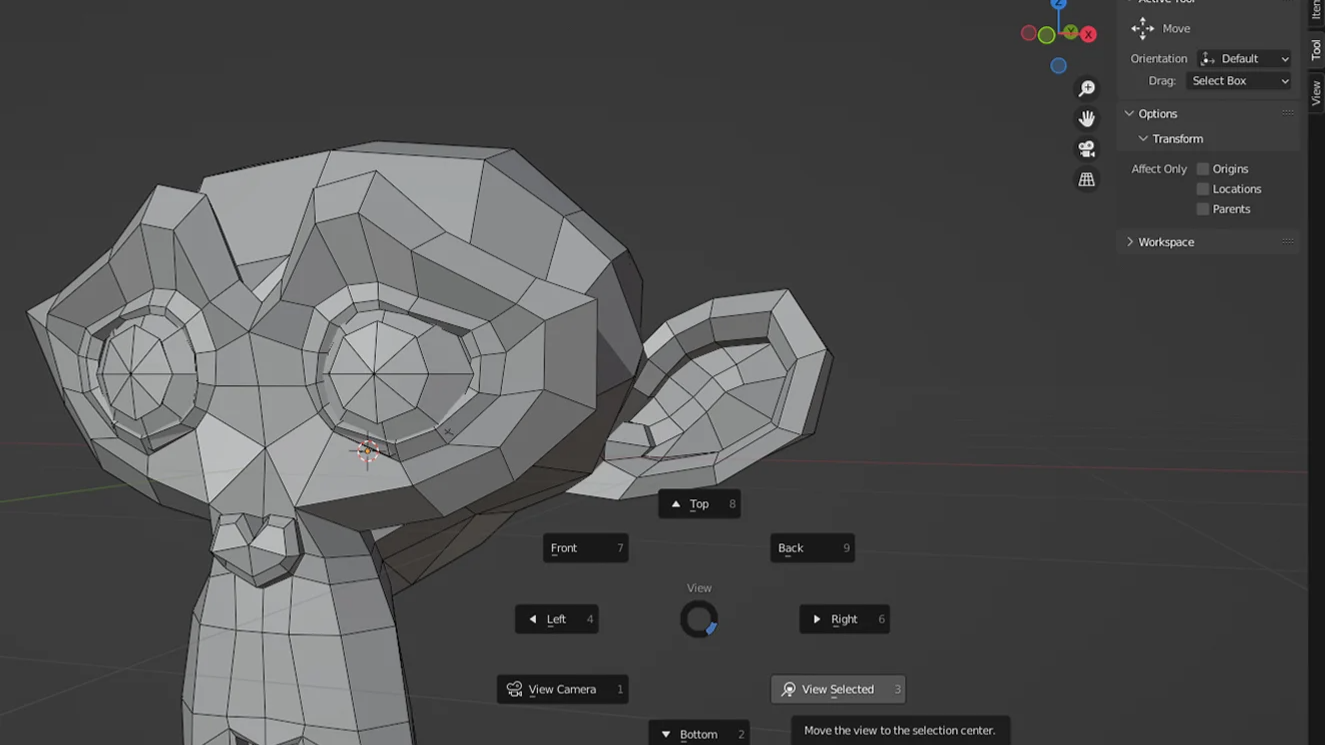 Active Tool
Z
X
Y
Item
Move
Tool
Orientation
Default
Drag:
Select Box
View
Options
Transform
Affect Only
Origins
Locations
Parents
Workspace
Top 8
Front 7
Back 9
View
Left 4
Right 6
View Camera 1
View Selected 3
Bottom 2
Move the view to the selection center.